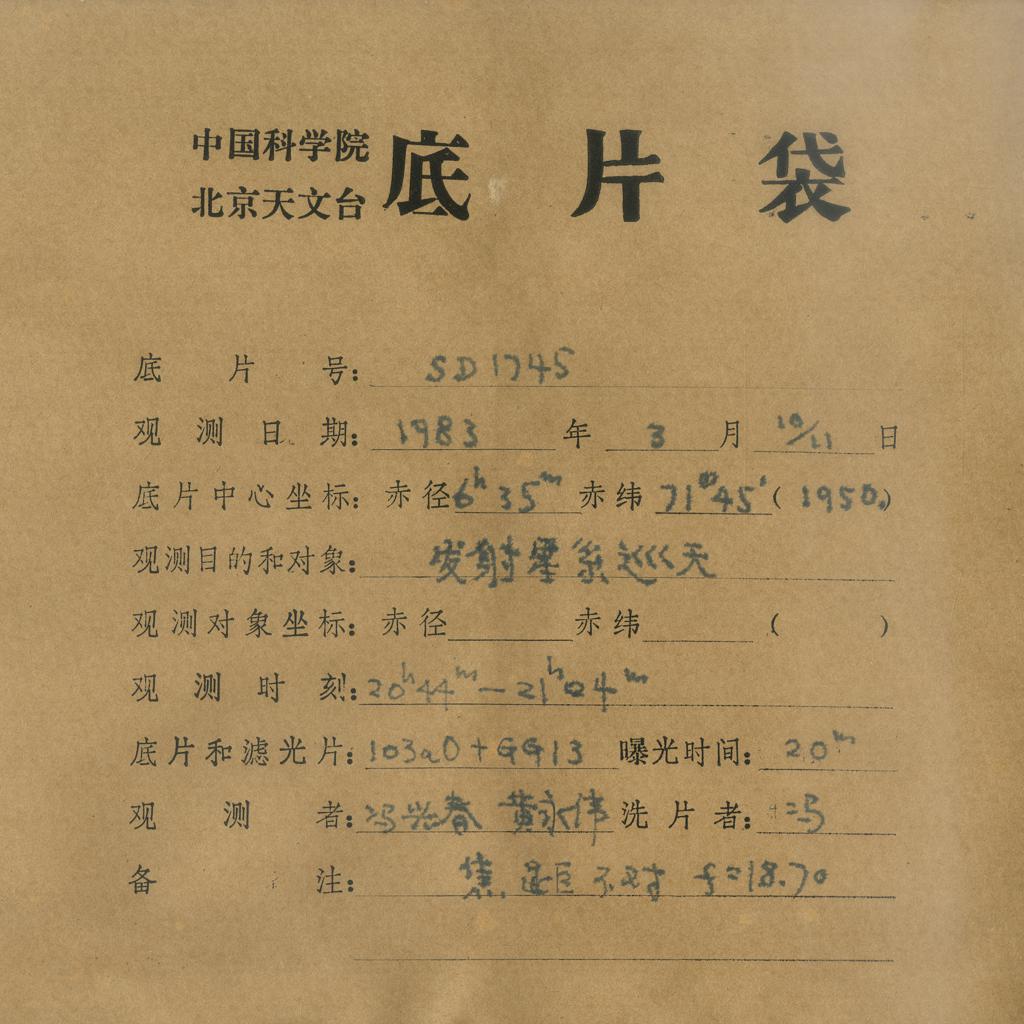 中国科学院
北京天文台
底片袋
底片号： SD1745
观测日期： 1983 年 3 月 10/11 日
底片中心坐标： 赤径 6h 35m 赤纬 71°45′ (1950.)
观测目的和对象： 发射星系巡天
观测对象坐标： 赤径 赤纬 ( )
观测时刻： 20h44m—21h04m
底片和滤光片： 103aO+GG13 曝光时间： 20m
观测者： 冯兴春 黄永伟 洗片者： 冯
备注： 焦距不对 f=18.70